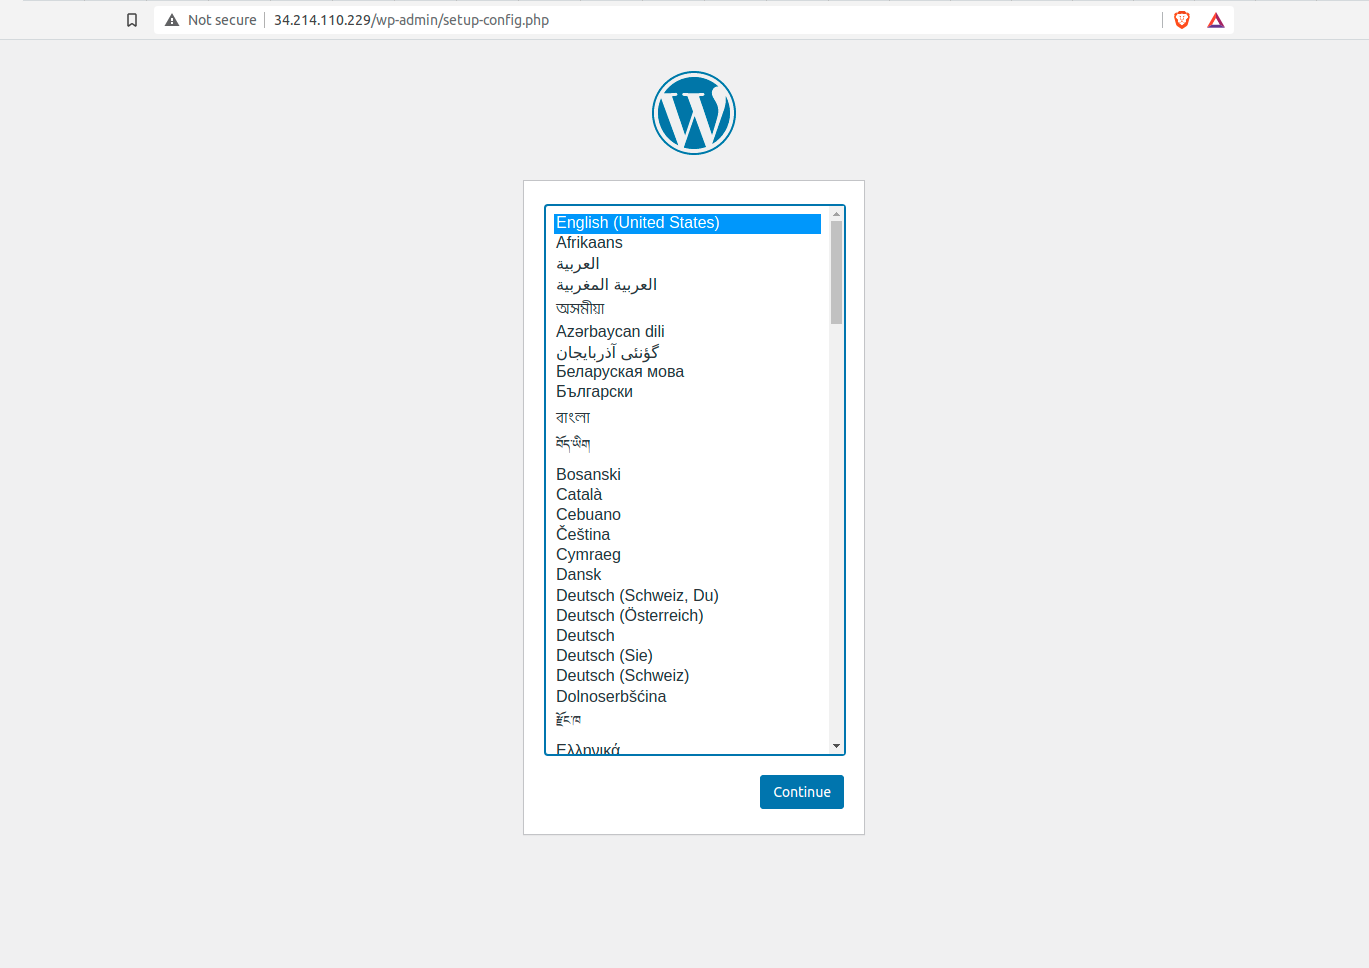 Not secure
34.214.110.229/wp-admin/setup-config.php
English (United States)
Afrikaans
العربية
العربية المغربية
অসমীয়া
Azərbaycan dili
گؤنئی آذربایجان
Беларуская мова
Български
বাংলা
བོད་ཡིག
Bosanski
Català
Cebuano
Čeština
Cymraeg
Dansk
Deutsch (Schweiz, Du)
Deutsch (Österreich)
Deutsch
Deutsch (Sie)
Deutsch (Schweiz)
Dolnoserbšćina
རྫོང་ཁ
Ελληνικά
Continue